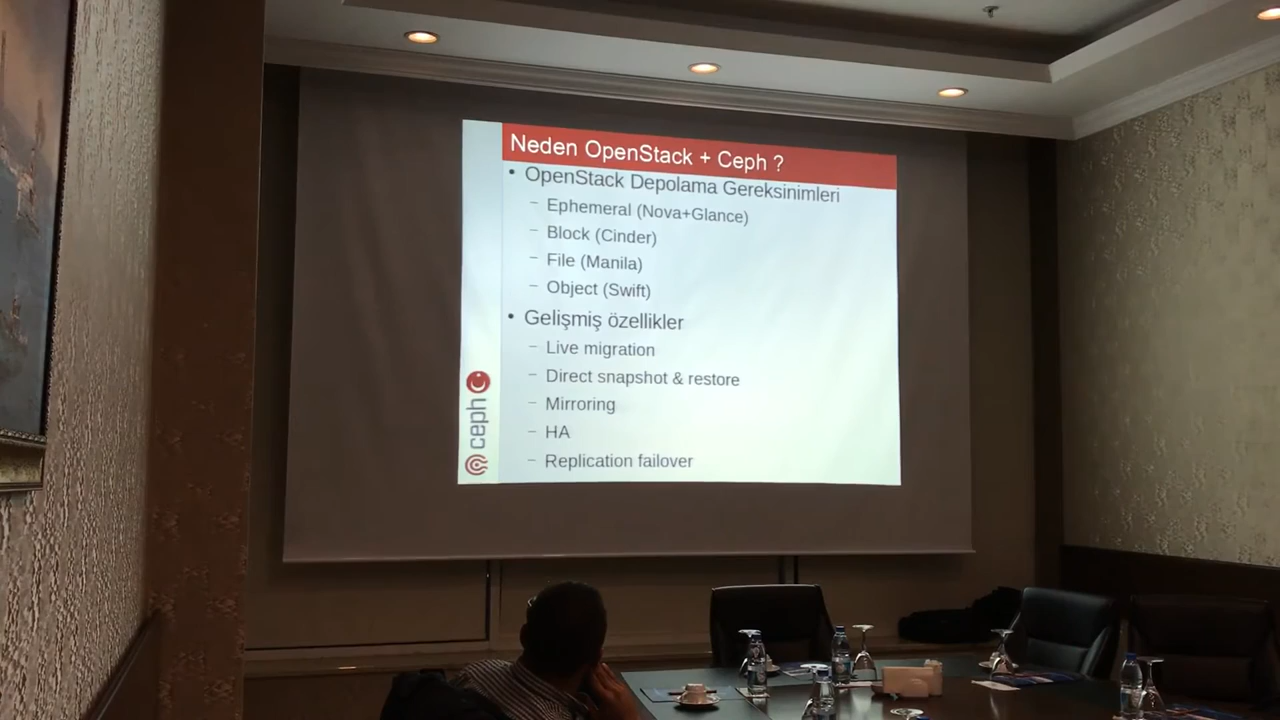 Neden OpenStack + Ceph ?
• OpenStack Depolama Gereksinimleri
– Ephemeral (Nova+Glance)
– Block (Cinder)
– File (Manila)
– Object (Swift)
• Gelişmiş özellikler
– Live migration
– Direct snapshot & restore
– Mirroring
– HA
– Replication failover
ceph